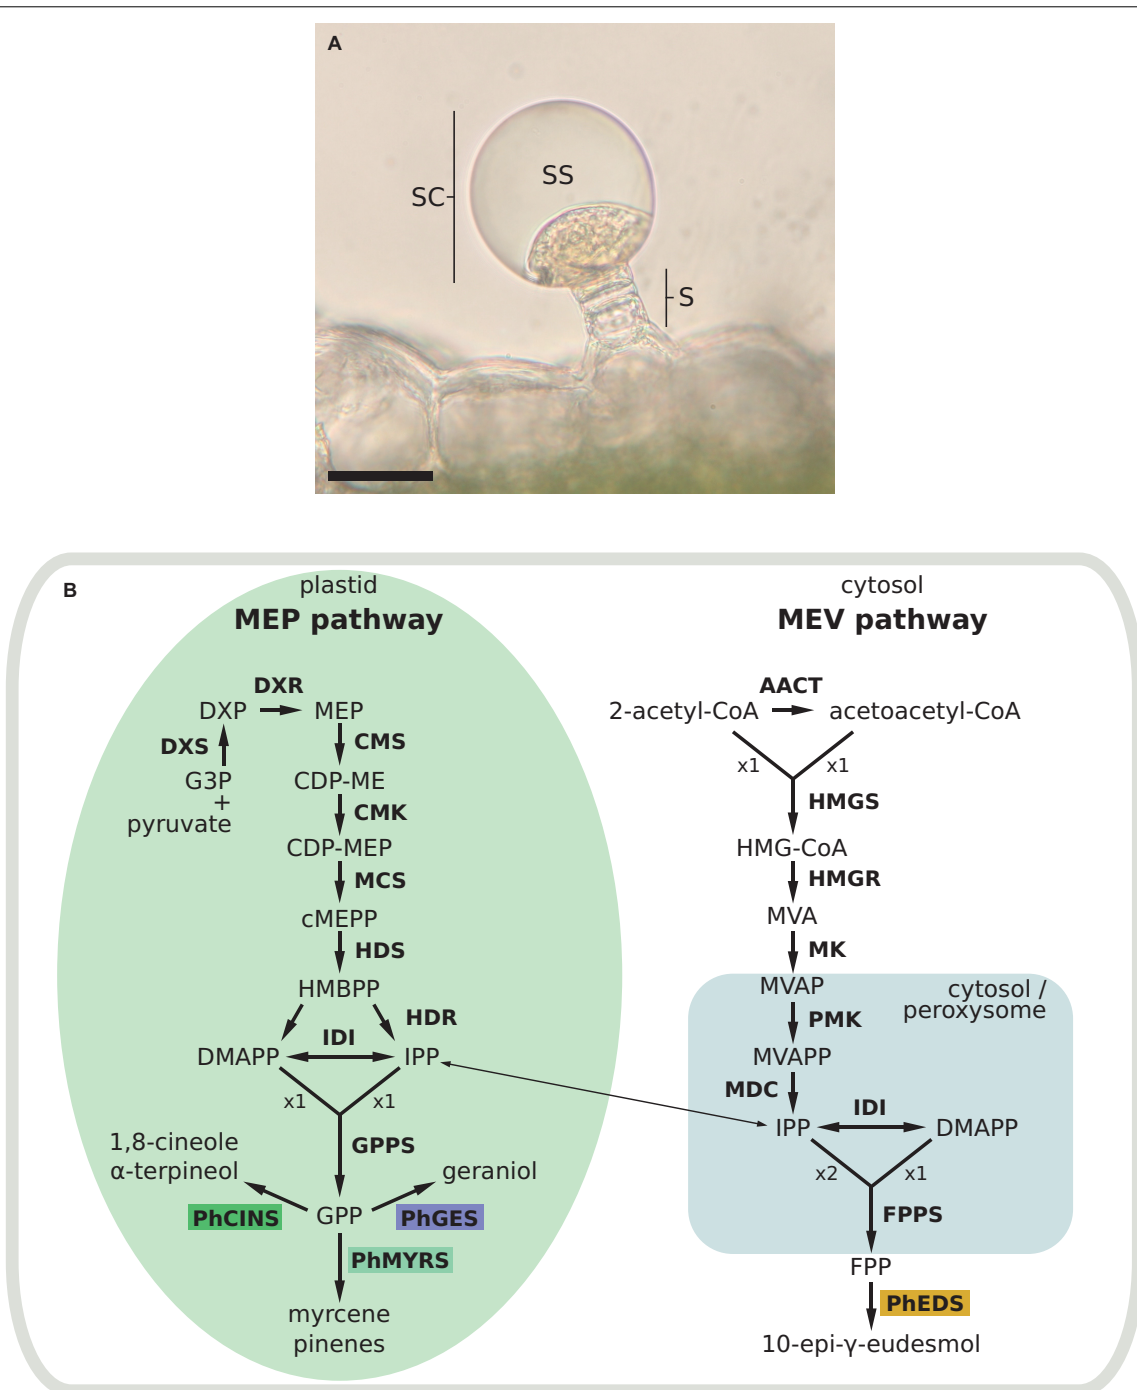 A
SC
SS
S
B
plastid
MEP pathway
cytosol
MEV pathway
DXR
DXP
MEP
DXS
CMS
G3P
+
pyruvate
CDP-ME
CMK
CDP-MEP
MCS
cMEPP
HDS
HMBPP
HDR
IDI
DMAPP
IPP
x1
x1
GPPS
1,8-cineole
α-terpineol
geraniol
PhCINS
GPP
PhGES
PhMYRS
myrcene
pinenes
AACT
2-acetyl-CoA
acetoacetyl-CoA
x1
x1
HMGS
HMG-CoA
HMGR
MVA
MK
MVAP
cytosol /
peroxysome
PMK
MVAPP
MDC
IDI
IPP
DMAPP
x2
x1
FPPS
FPP
PhEDS
10-epi-γ-eudesmol